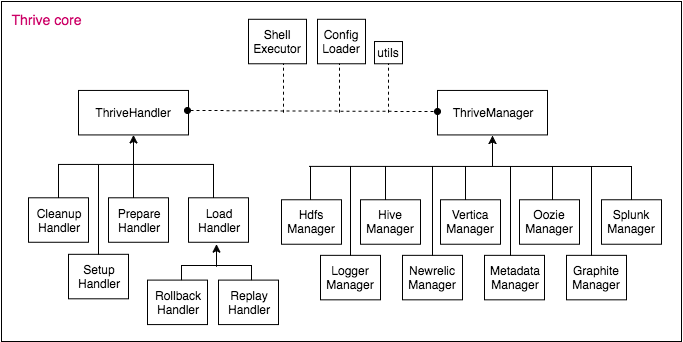 Thrive core
Shell
Executor
Config
Loader
utils
ThriveHandler
ThriveManager
Cleanup
Handler
Prepare
Handler
Load
Handler
Hdfs
Manager
Hive
Manager
Vertica
Manager
Oozie
Manager
Splunk
Manager
Setup
Handler
Logger
Manager
Newrelic
Manager
Metadata
Manager
Graphite
Manager
Rollback
Handler
Replay
Handler